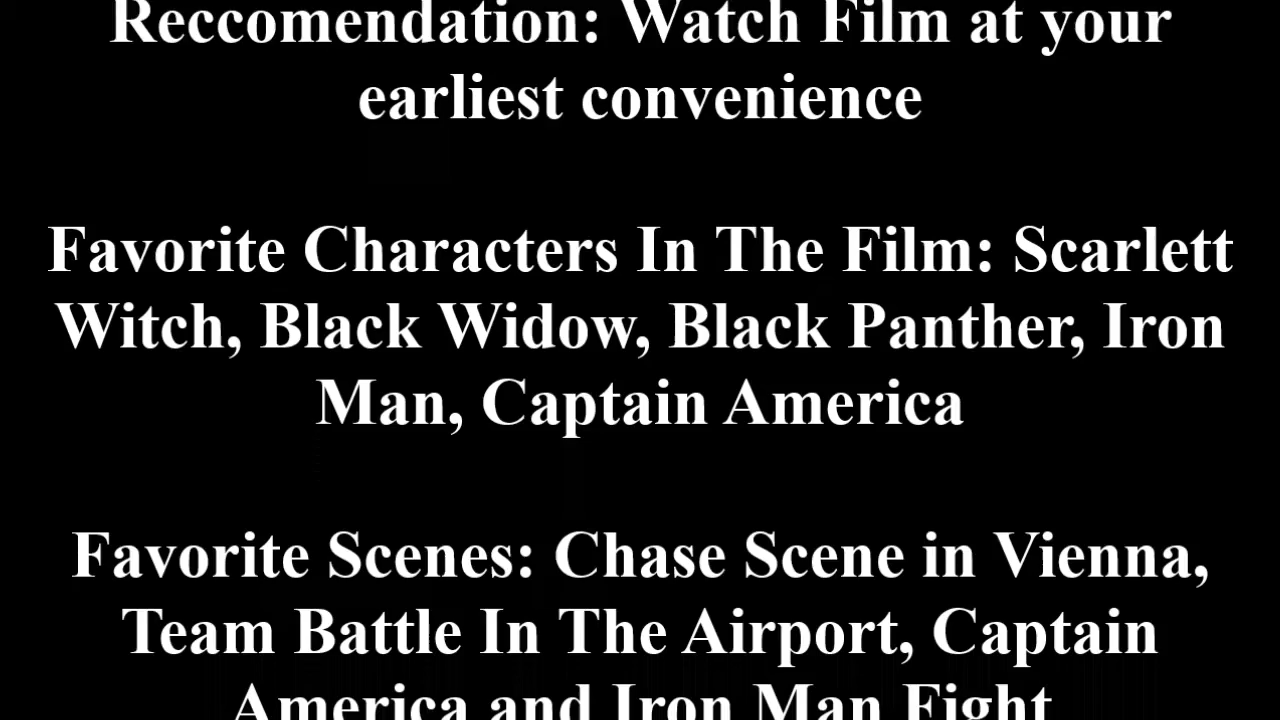 Reccomendation: Watch Film at your
earliest convenience
Favorite Characters In The Film: Scarlett
Witch, Black Widow, Black Panther, Iron
Man, Captain America
Favorite Scenes: Chase Scene in Vienna,
Team Battle In The Airport, Captain
America and Iron Man Fight